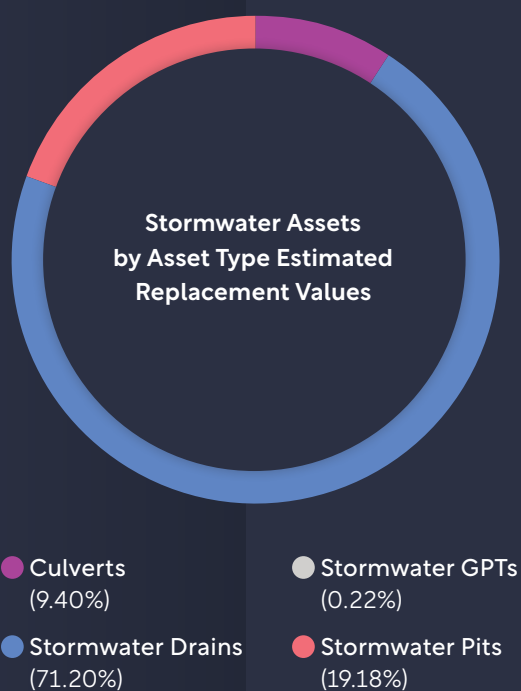 Stormwater Assets
by Asset Type Estimated
Replacement Values
Culverts
(9.40%)
Stormwater GPTs
(0.22%)
Stormwater Drains
(71.20%)
Stormwater Pits
(19.18%)